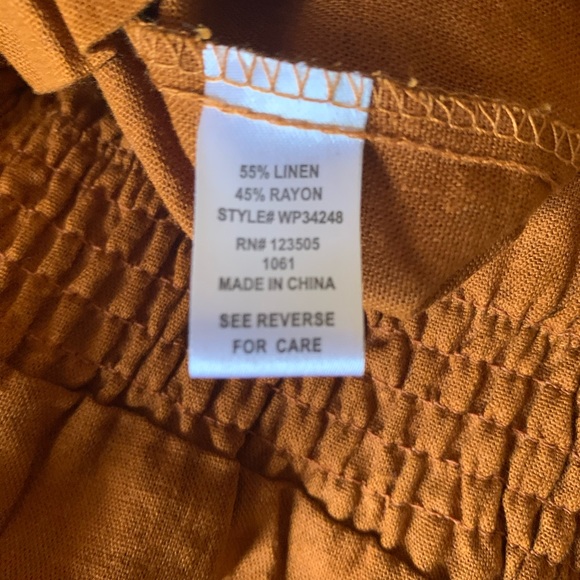 55% LINEN
45% RAYON
STYLE# WP34248
RN# 123505
1061
MADE IN CHINA
SEE REVERSE
FOR CARE